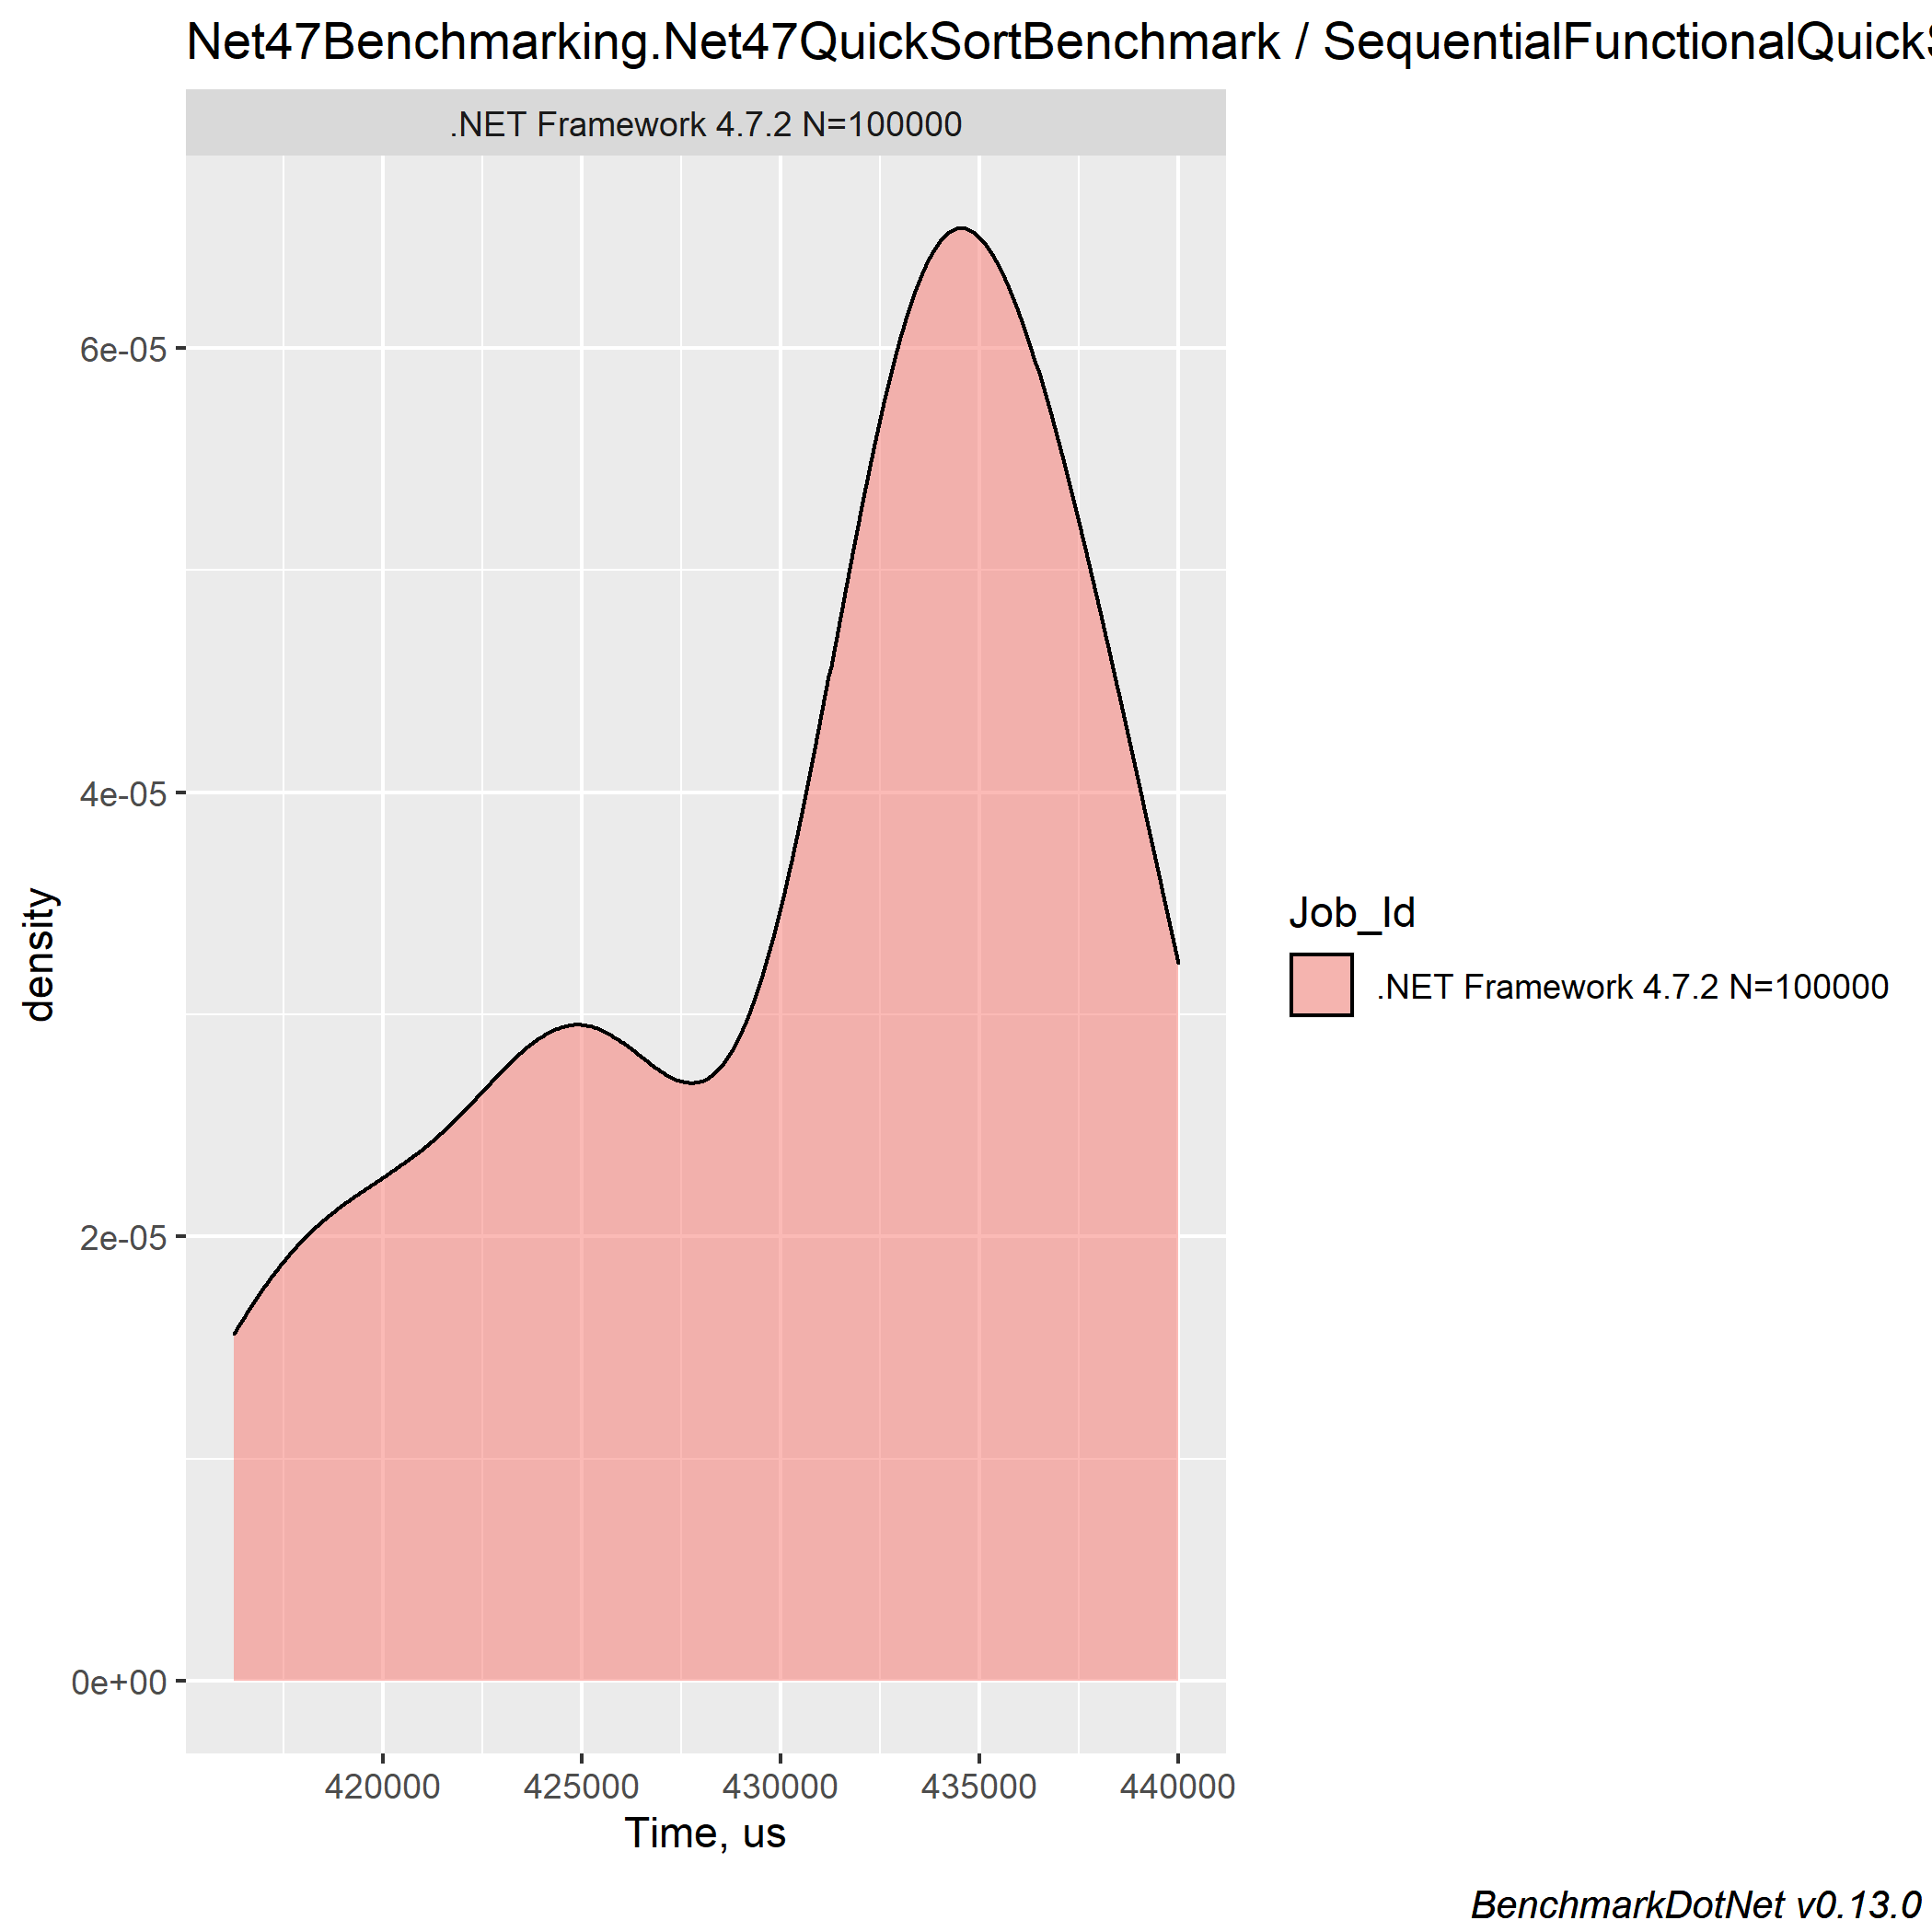 Net47Benchmarking.Net47QuickSortBenchmark / SequentialFunctionalQuick
.NET Framework 4.7.2 N=100000
6e-05
4e-05
2e-05
0e+00
density
420000 425000 430000 435000 440000
Time, us
Job_Id
.NET Framework 4.7.2 N=100000
BenchmarkDotNet v0.13.0